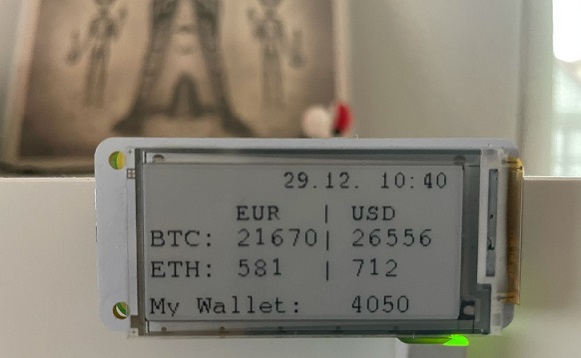 29.12. 10:40
EUR | USD
BTC: 21670| 26556
ETH: 581 | 712
My Wallet: 4050